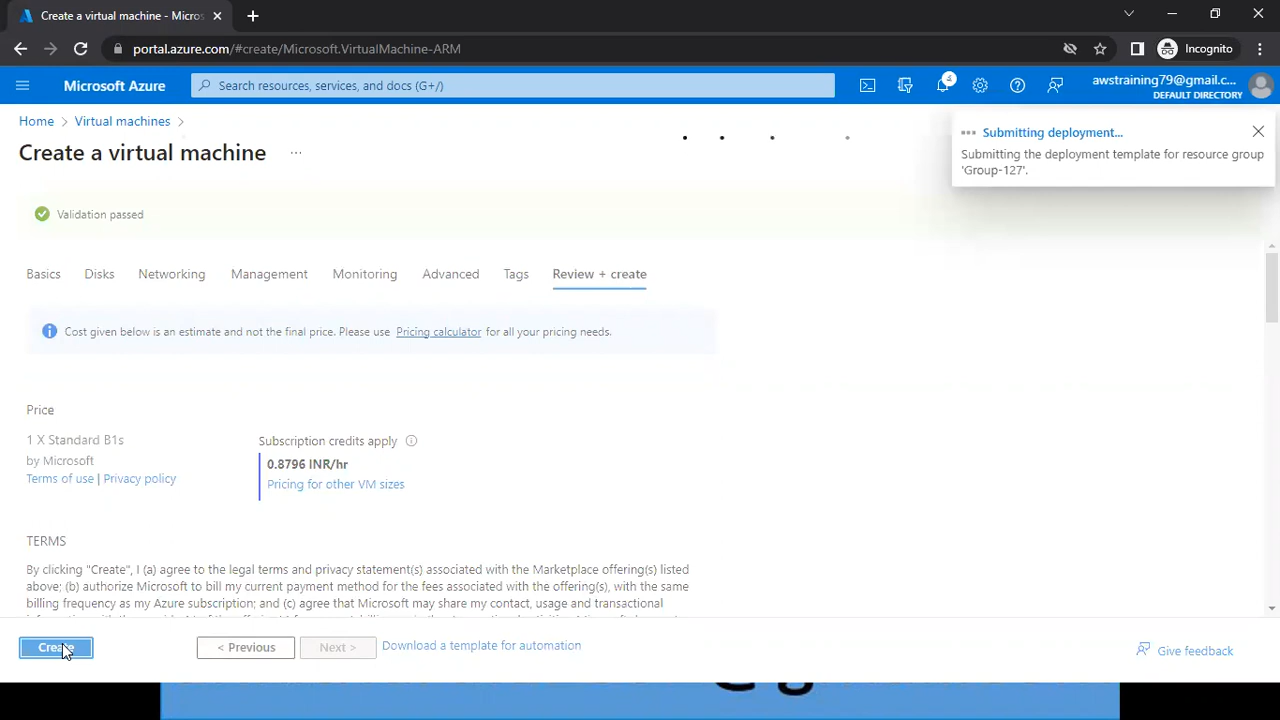 Create a virtual machine - Micros
portal.azure.com/#create/Microsoft.VirtualMachine-ARM
Incognito
Microsoft Azure
Search resources, services, and docs (G+/)
4
awstraining79@gmail.c...
DEFAULT DIRECTORY
Home > Virtual machines >
Create a virtual machine ...
Submitting deployment...
Submitting the deployment template for resource group
'Group-127'.
Validation passed
Basics Disks Networking Management Monitoring Advanced Tags Review + create
Cost given below is an estimate and not the final price. Please use Pricing calculator for all your pricing needs.
Price
1 X Standard B1s
by Microsoft
Terms of use | Privacy policy
Subscription credits apply
0.8796 INR/hr
Pricing for other VM sizes
TERMS
By clicking "Create", I (a) agree to the legal terms and privacy statement(s) associated with the Marketplace offering(s) listed
above; (b) authorize Microsoft to bill my current payment method for the fees associated with the offering(s), with the same
billing frequency as my Azure subscription; and (c) agree that Microsoft may share my contact, usage and transactional
Create
< Previous
Next >
Download a template for automation
Give feedback